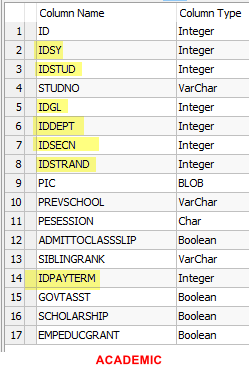 Column Name Column Type
1 ID Integer
2 IDSY Integer
3 IDSTUD Integer
4 STUDNO VarChar
5 IDGL Integer
6 IDDEPT Integer
7 IDSECN Integer
8 IDSTRAND Integer
9 PIC BLOB
10 PREVSCHOOL VarChar
11 PESESSION Char
12 ADMITTOCLASSSLIP Boolean
13 SIBLINGRANK VarChar
14 IDPAYTERM Integer
15 GOVTASST Boolean
16 SCHOLARSHIP Boolean
17 EMPEDUCGRANT Boolean
ACADEMIC